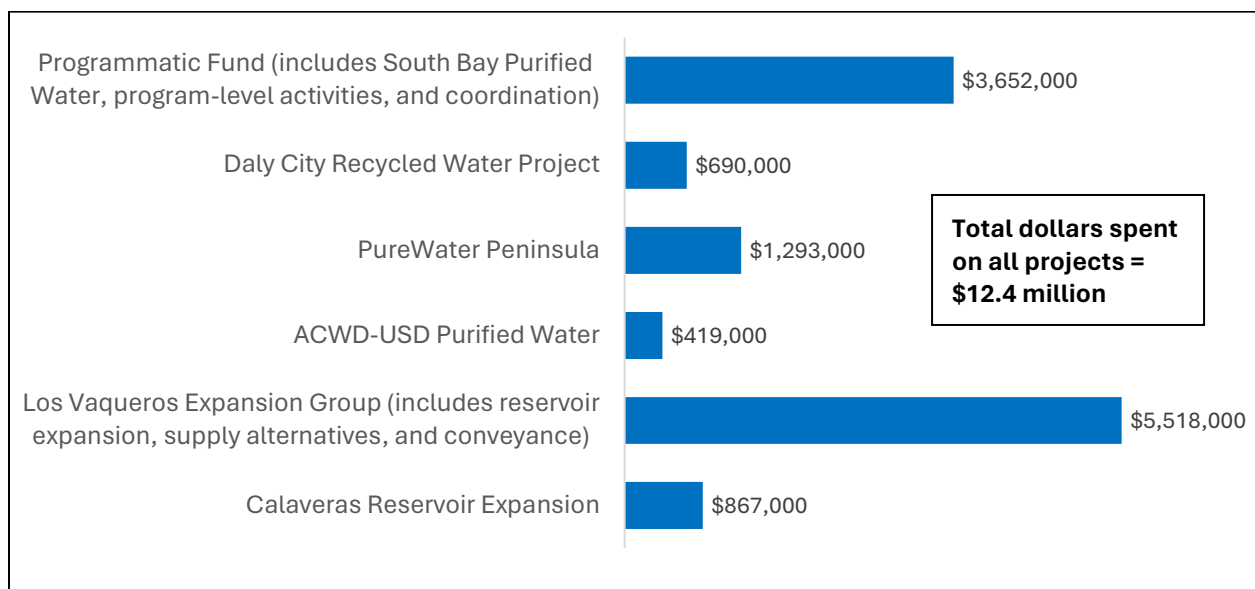 Programmatic Fund (includes South Bay Purified
Water, program-level activities, and coordination)
$3,652,000
Daly City Recycled Water Project
$690,000
PureWater Peninsula
$1,293,000
ACWD-USD Purified Water
$419,000
Los Vaqueros Expansion Group (includes reservoir
expansion, supply alternatives, and conveyance)
$5,518,000
Calaveras Reservoir Expansion
$867,000
Total dollars spent
on all projects =
$12.4 million